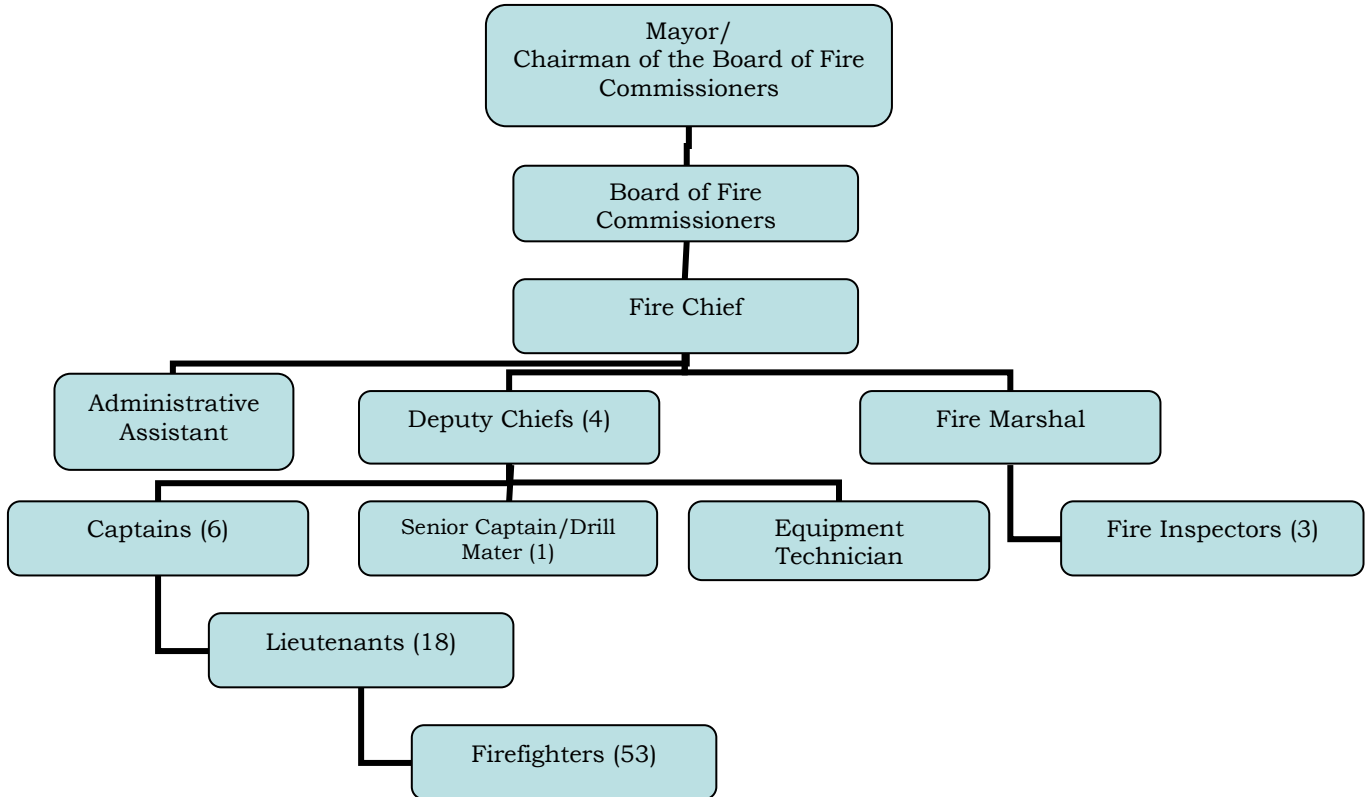 Mayor/
Chairman of the Board of Fire
Commissioners
Board of Fire
Commissioners
Fire Chief
Administrative
Assistant
Deputy Chiefs (4)
Fire Marshal
Captains (6)
Senior Captain/Drill
Mater (1)
Equipment
Technician
Fire Inspectors (3)
Lieutenants (18)
Firefighters (53)